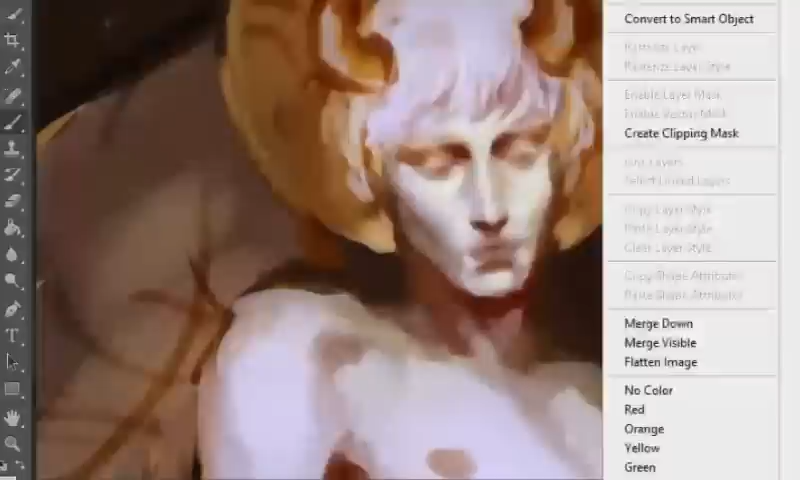 Convert to Smart Object
Rasterize Layer
Rasterize Layer Style
Enable Layer Mask
Enable Vector Mask
Create Clipping Mask
Link Layers
Select Linked Layers
Copy Layer Style
Paste Layer Style
Clear Layer Style
Copy Shape Attributes
Paste Shape Attributes
Merge Down
Merge Visible
Flatten Image
No Color
Red
Orange
Yellow
Green